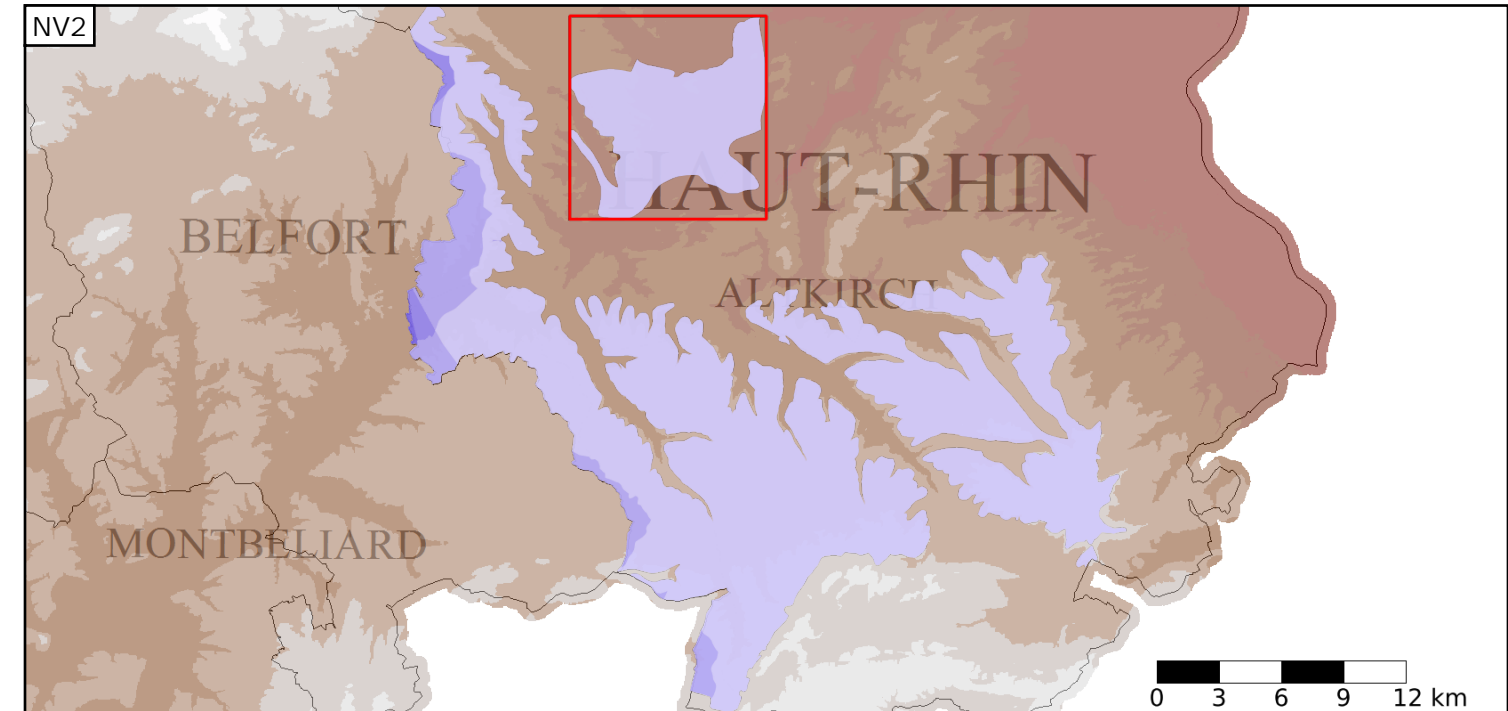 NV2
HAUT-RHIN
BELFORT
ALTKIRCH
MONTBELIARD
0 3 6 9 12 km